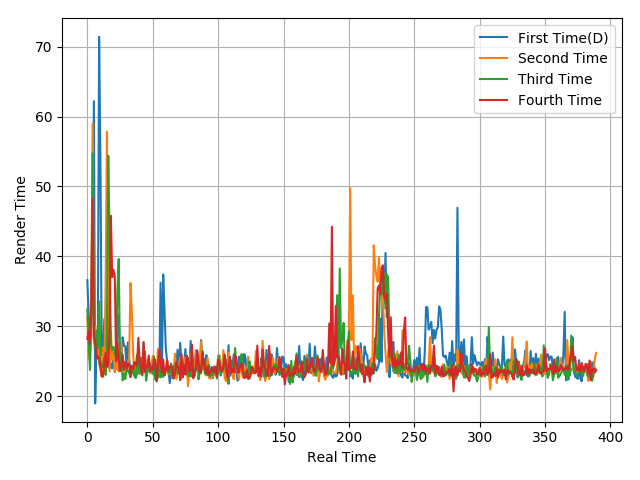 First Time(D)
Second Time
Third Time
Fourth Time
Render Time
70
60
50
40
30
20
0
50
100
150
200
250
300
350
400
Real Time